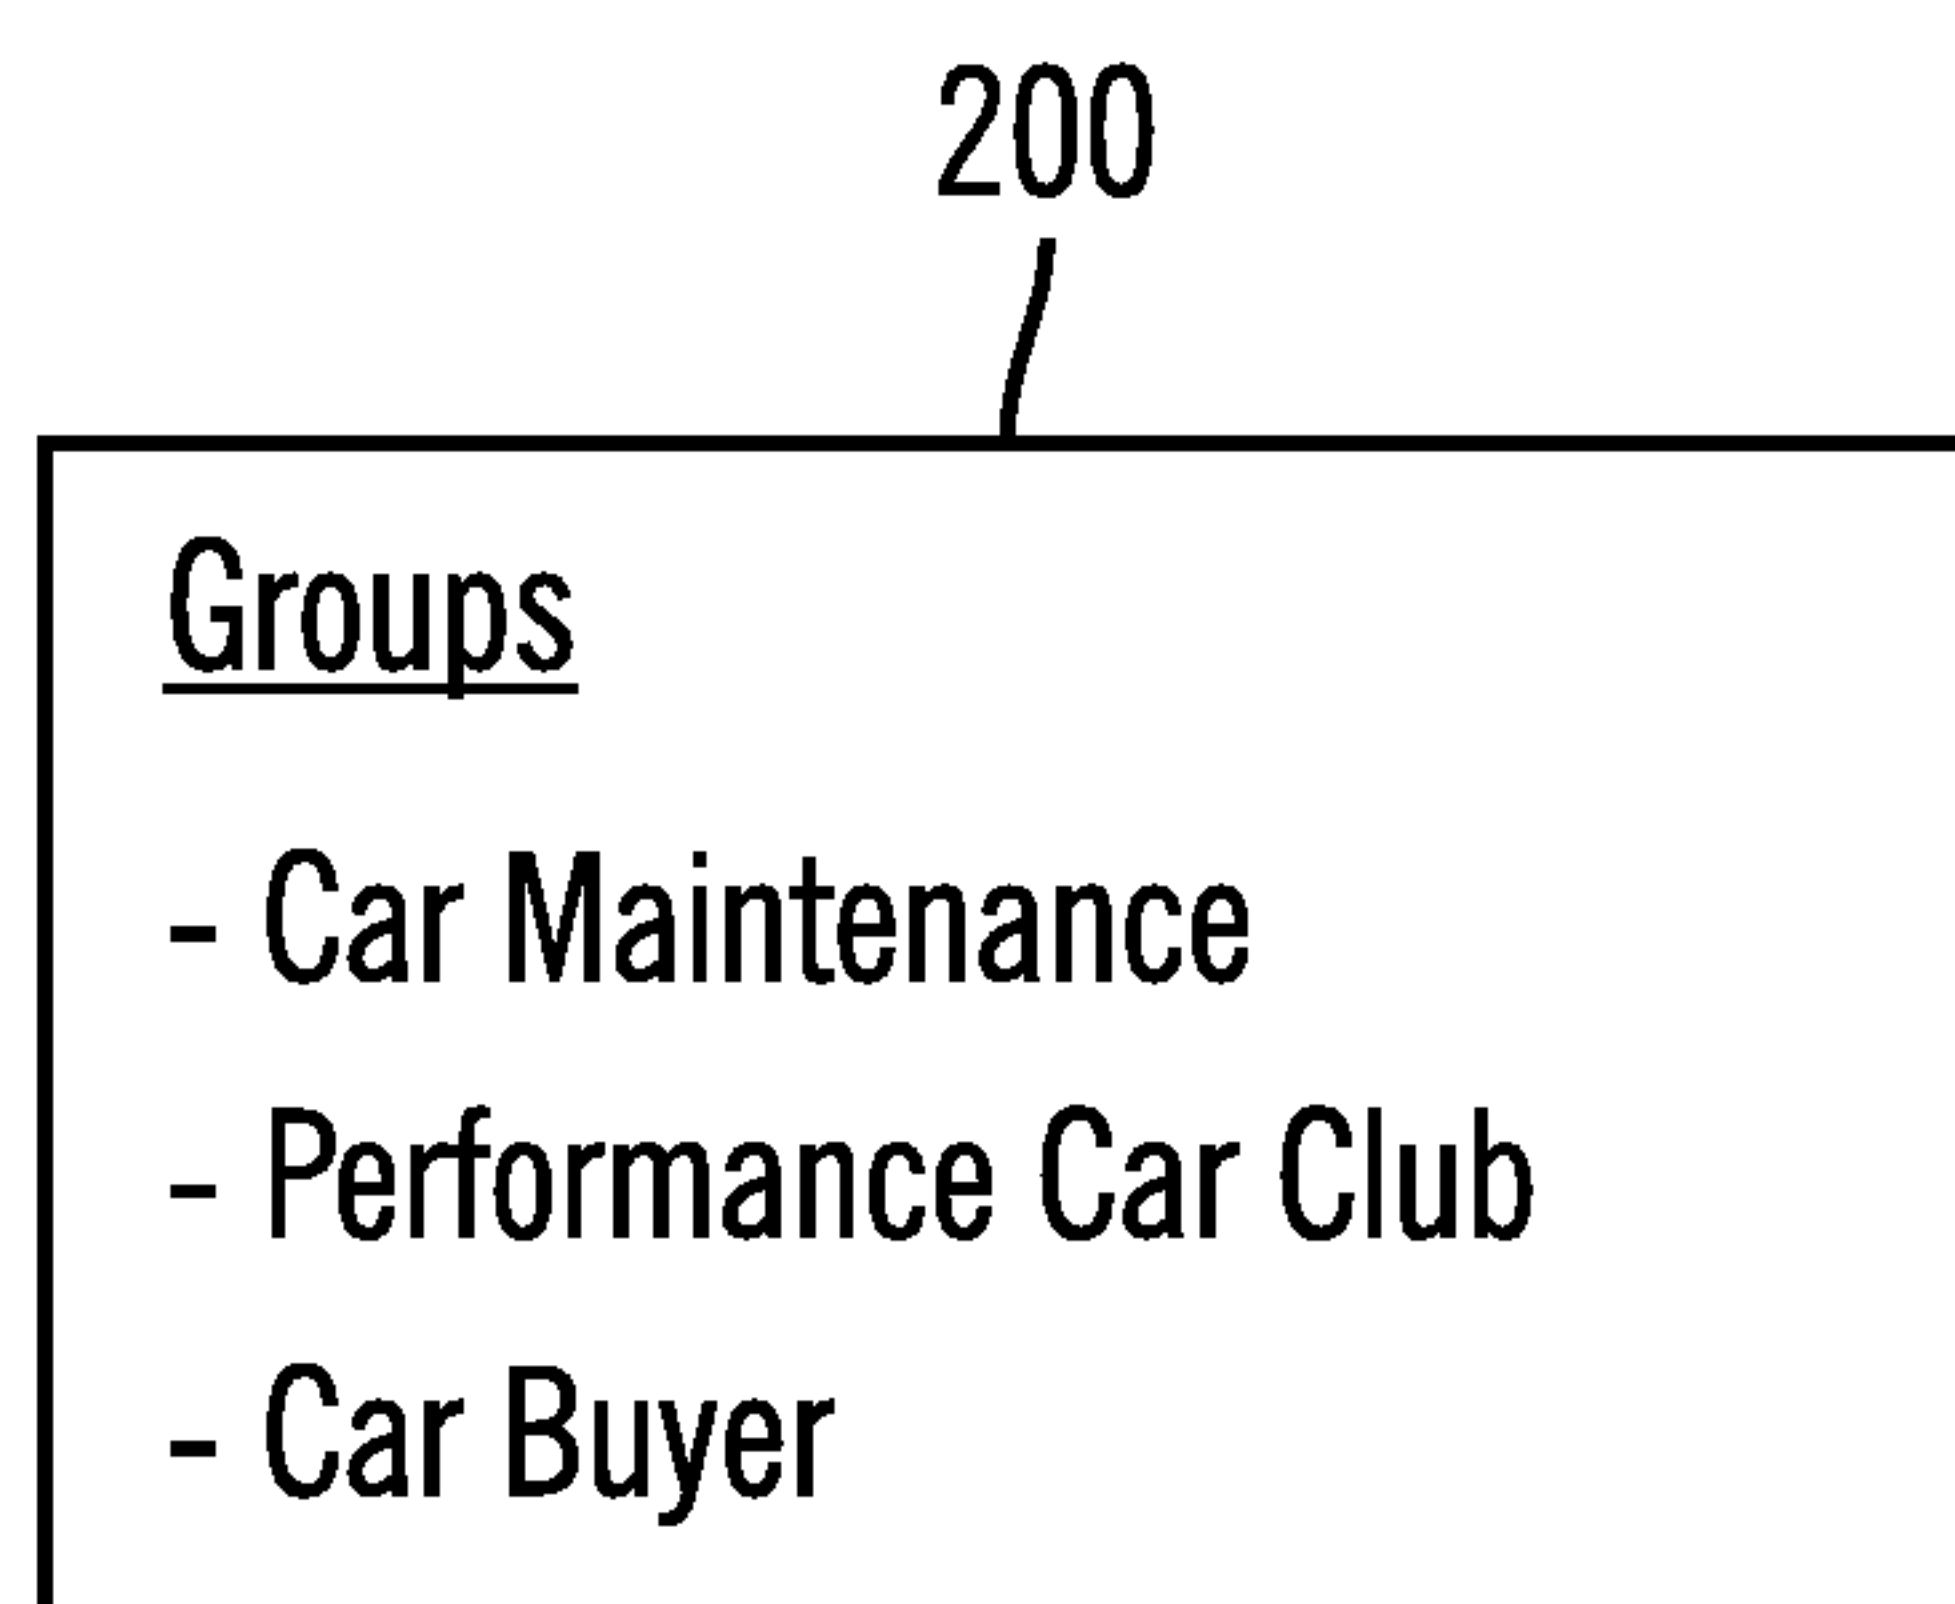 200
Groups
- Car Maintenance
- Performance Car Club
- Car Buyer